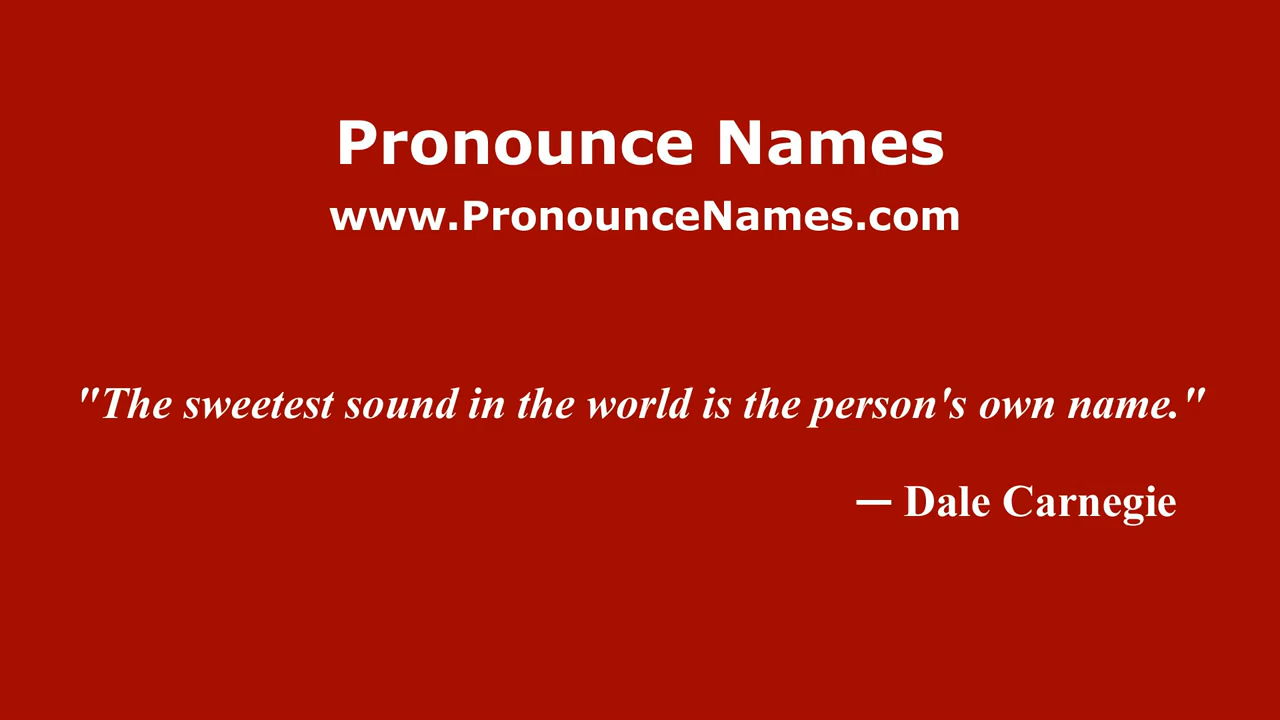 Pronounce Names
www.PronounceNames.com
"The sweetest sound in the world is the person's own name."
— Dale Carnegie